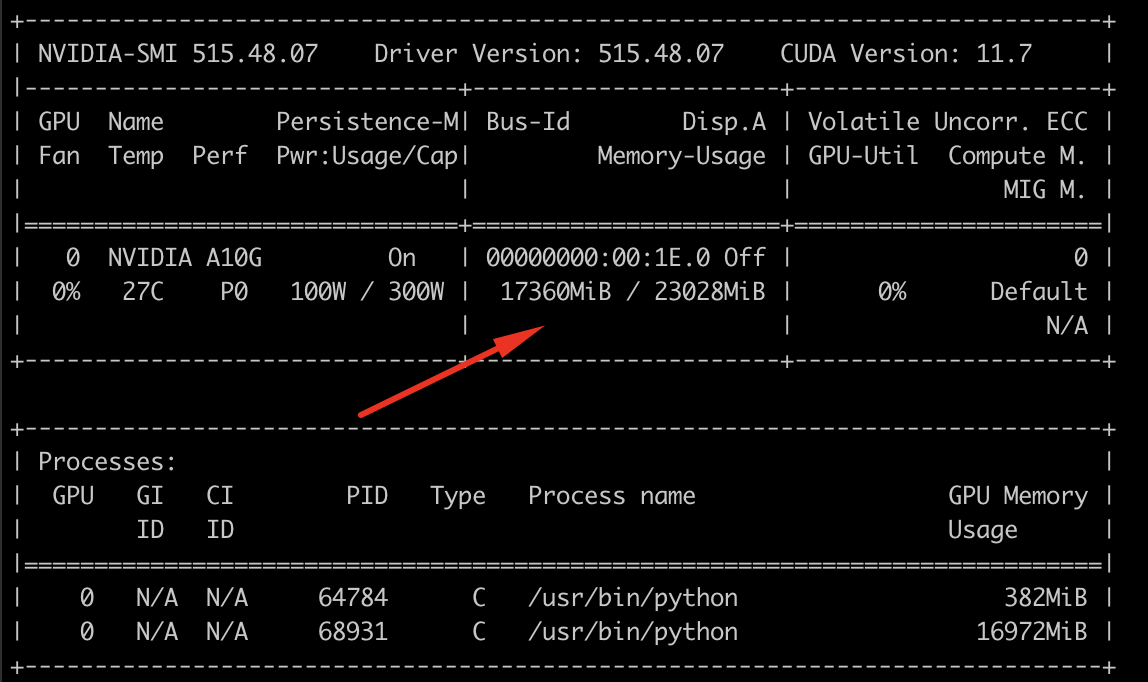 +-----------------------------------------------------------------------------+
| NVIDIA-SMI 515.48.07    Driver Version: 515.48.07    CUDA Version: 11.7     |
|-------------------------------+----------------------+----------------------+
| GPU  Name        Persistence-M| Bus-Id        Disp.A | Volatile Uncorr. ECC |
| Fan  Temp  Perf  Pwr:Usage/Cap|         Memory-Usage | GPU-Util  Compute M. |
|                               |                      |               MIG M. |
|===============================+======================+======================|
|   0  NVIDIA A10G         On   | 00000000:00:1E.0 Off |                    0 |
|  0%   27C    P0   100W / 300W |  17360MiB / 23028MiB |      0%      Default |
|                               |                      |                  N/A |
+-------------------------------+----------------------+----------------------+

+-----------------------------------------------------------------------------+
| Processes:                                                                  |
|  GPU   GI   CI        PID   Type   Process name                  GPU Memory |
|        ID   ID                                                   Usage      |
|=============================================================================|
|    0   N/A  N/A     64784      C   /usr/bin/python                   382MiB |
|    0   N/A  N/A     68931      C   /usr/bin/python                 16972MiB |
+-----------------------------------------------------------------------------+